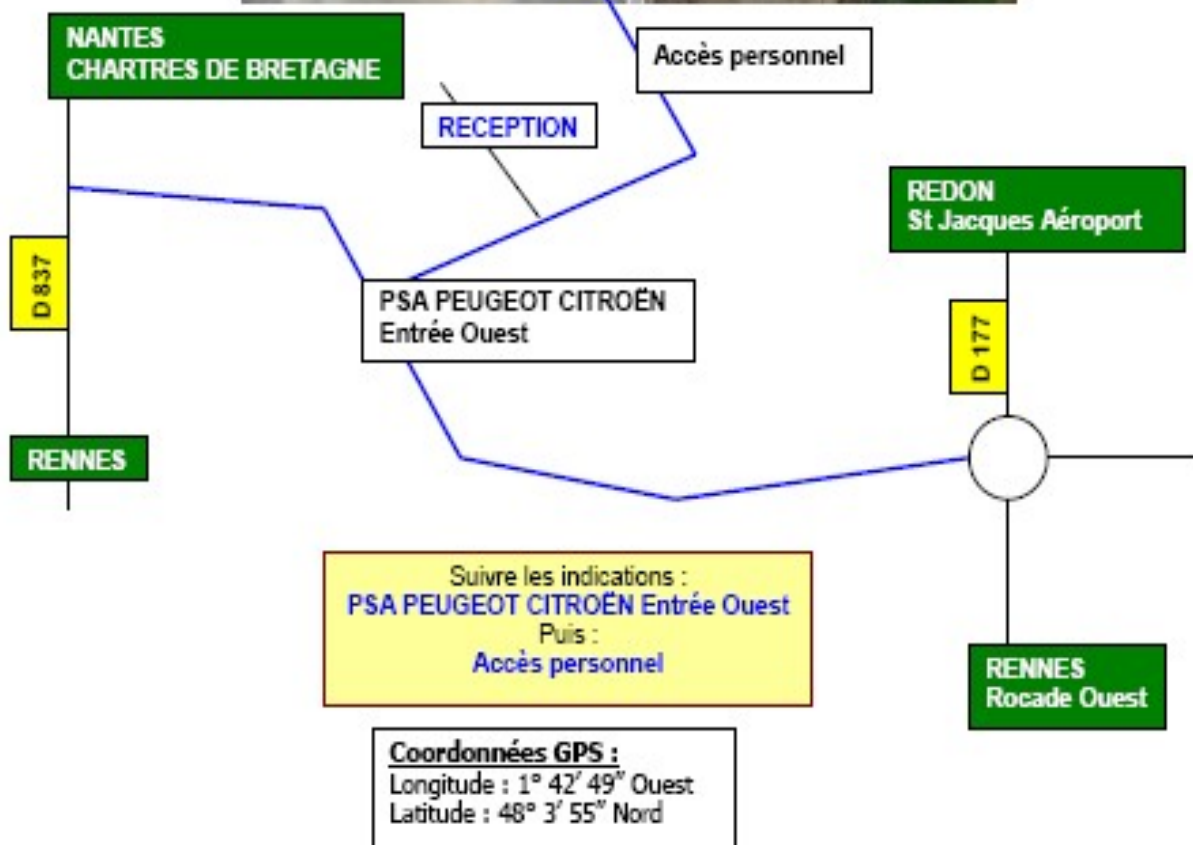 NANTES
CHARTRES DE BRETAGNE
Accès personnel
RECEPTION
REDON
St Jacques Aéroport
D 837
PSA PEUGEOT CITROËN
Entrée Ouest
D 177
RENNES
Suivre les indications :
PSA PEUGEOT CITROËN Entrée Ouest
Puis :
Accès personnel
RENNES
Rocade Ouest
Coordonnées GPS :
Longitude : 1° 42′ 49″ Ouest
Latitude : 48° 3′ 55″ Nord